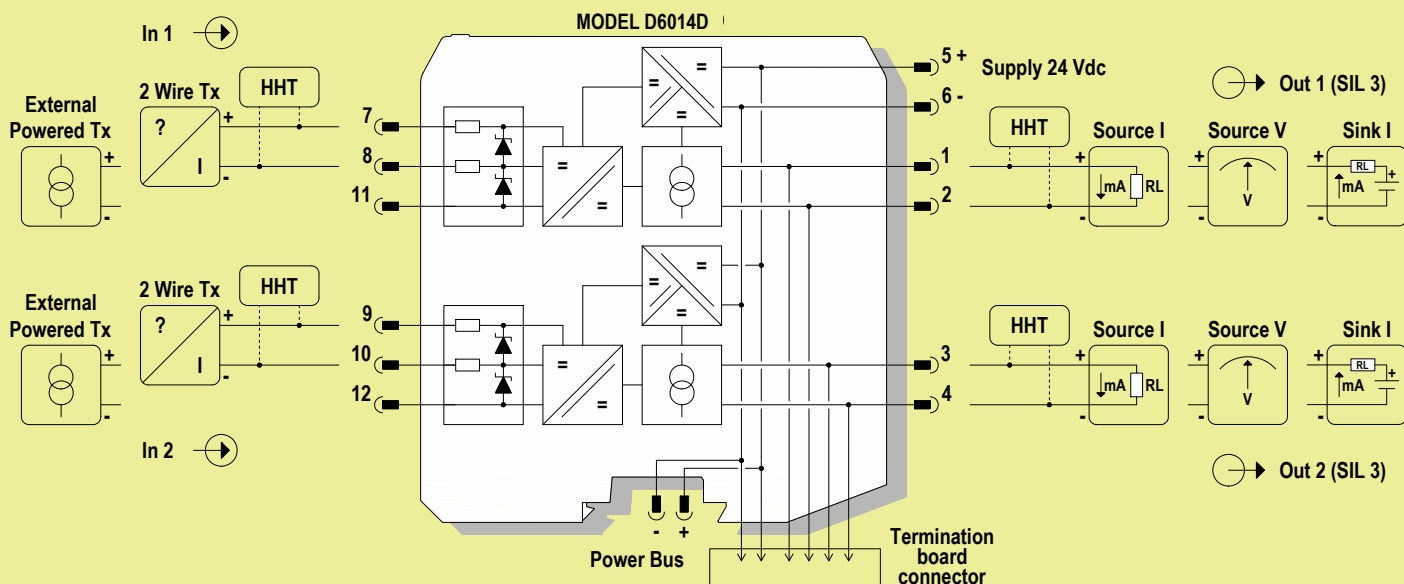 MODEL D6014D
In 1
External
Powered Tx
+
-
2 Wire Tx
?
I
+
-
HHT
7
8
11
=
=
=
=
=
5 +
6 -
Supply 24 Vdc
1
2
Out 1 (SIL 3)
HHT
Source I
+
mA
RL
-
Source V
+
V
-
Sink I
+
RL
mA
+
-
External
Powered Tx
+
-
2 Wire Tx
?
I
+
-
HHT
9
10
12
=
=
=
=
=
3
4
HHT
Source I
+
mA
RL
-
Source V
+
V
-
Sink I
+
RL
mA
+
-
In 2
Out 2 (SIL 3)
-
+
Power Bus
Termination
board
connector